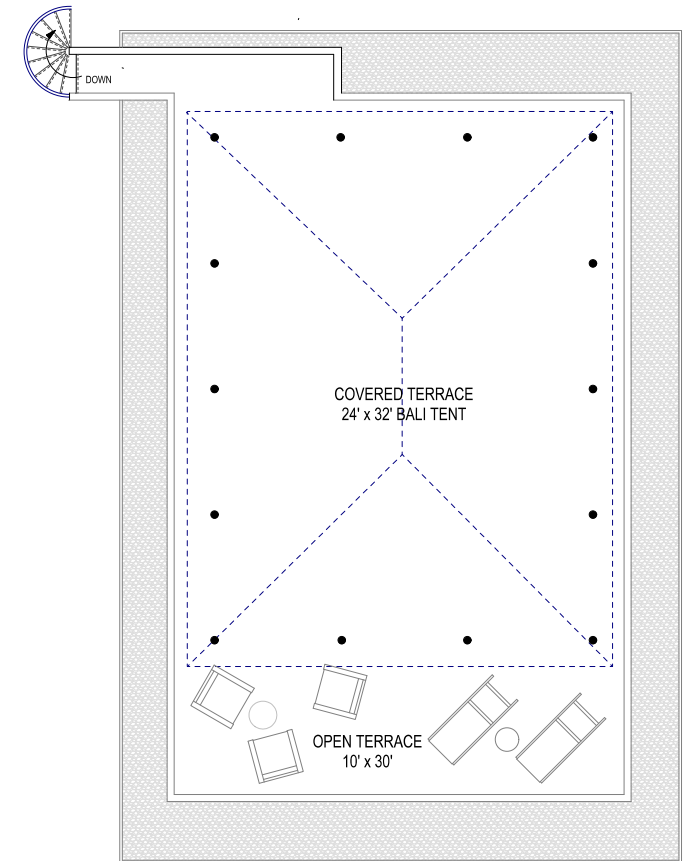 DOWN
COVERED TERRACE
24' x 32' BALI TENT
OPEN TERRACE
10' x 30'